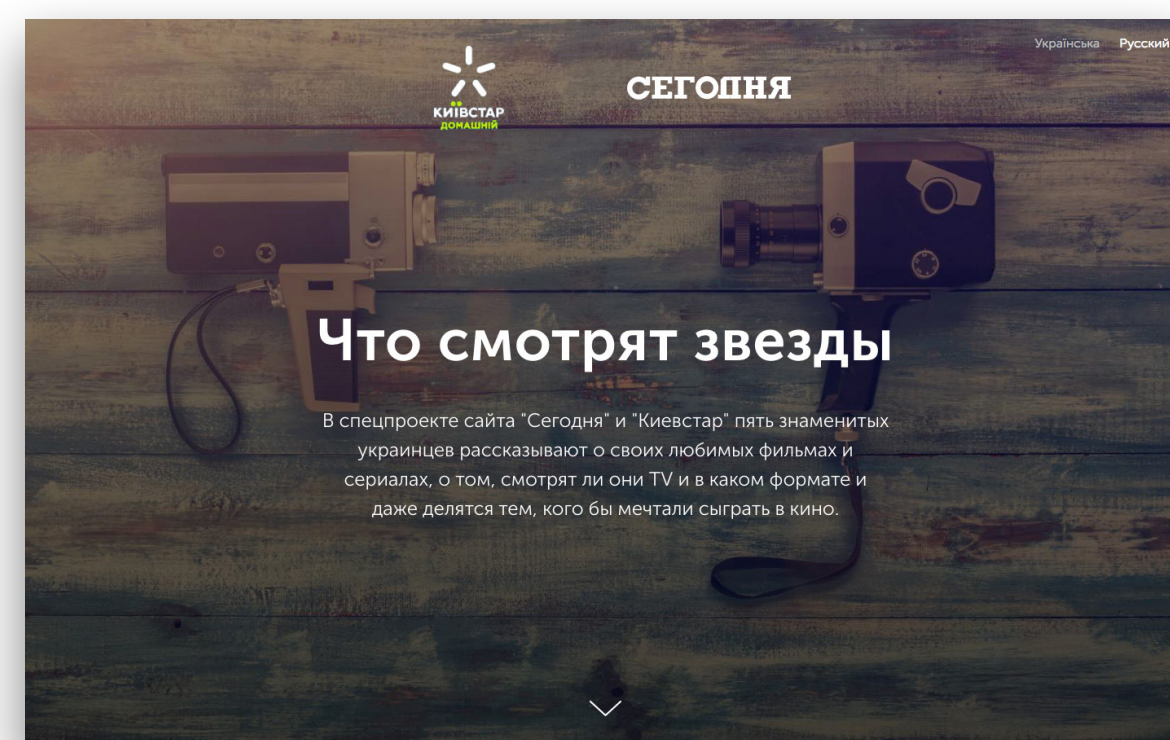 Українська Русский
КИЇВСТАР
ДОМАШНІЙ
СЕГОДНЯ
Что смотрят звезды
В спецпроекте сайта "Сегодня" и "Киевстар" пять знаменитых
украинцев рассказывают о своих любимых фильмах и
сериалах, о том, смотрят ли они TV и в каком формате и
даже делятся тем, кого бы мечтали сыграть в кино.